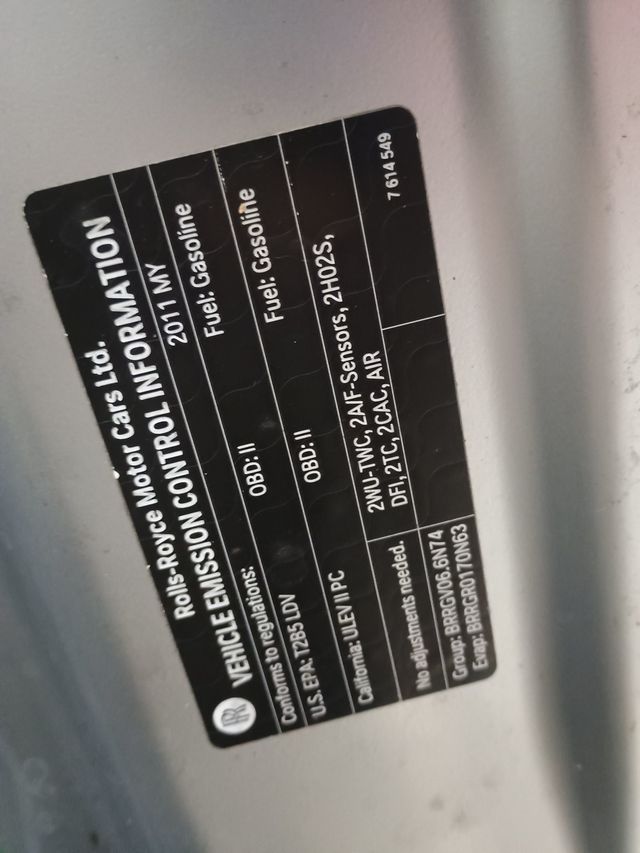 Rolls-Royce Motor Cars Ltd.
VEHICLE EMISSION CONTROL INFORMATION
Conforms to regulations: 2011 MY
U.S. EPA: T2B5 LDV OBD: II Fuel: Gasoline
California: ULEV II PC OBD: II Fuel: Gasoline
No adjustments needed. 2WU-TWC, 2A/F-Sensors, 2HO2S,
DFI, 2TC, 2CAC, AIR
Group: BRRGV06.6N74
Evap: BRRGR0170N63
7 614 549